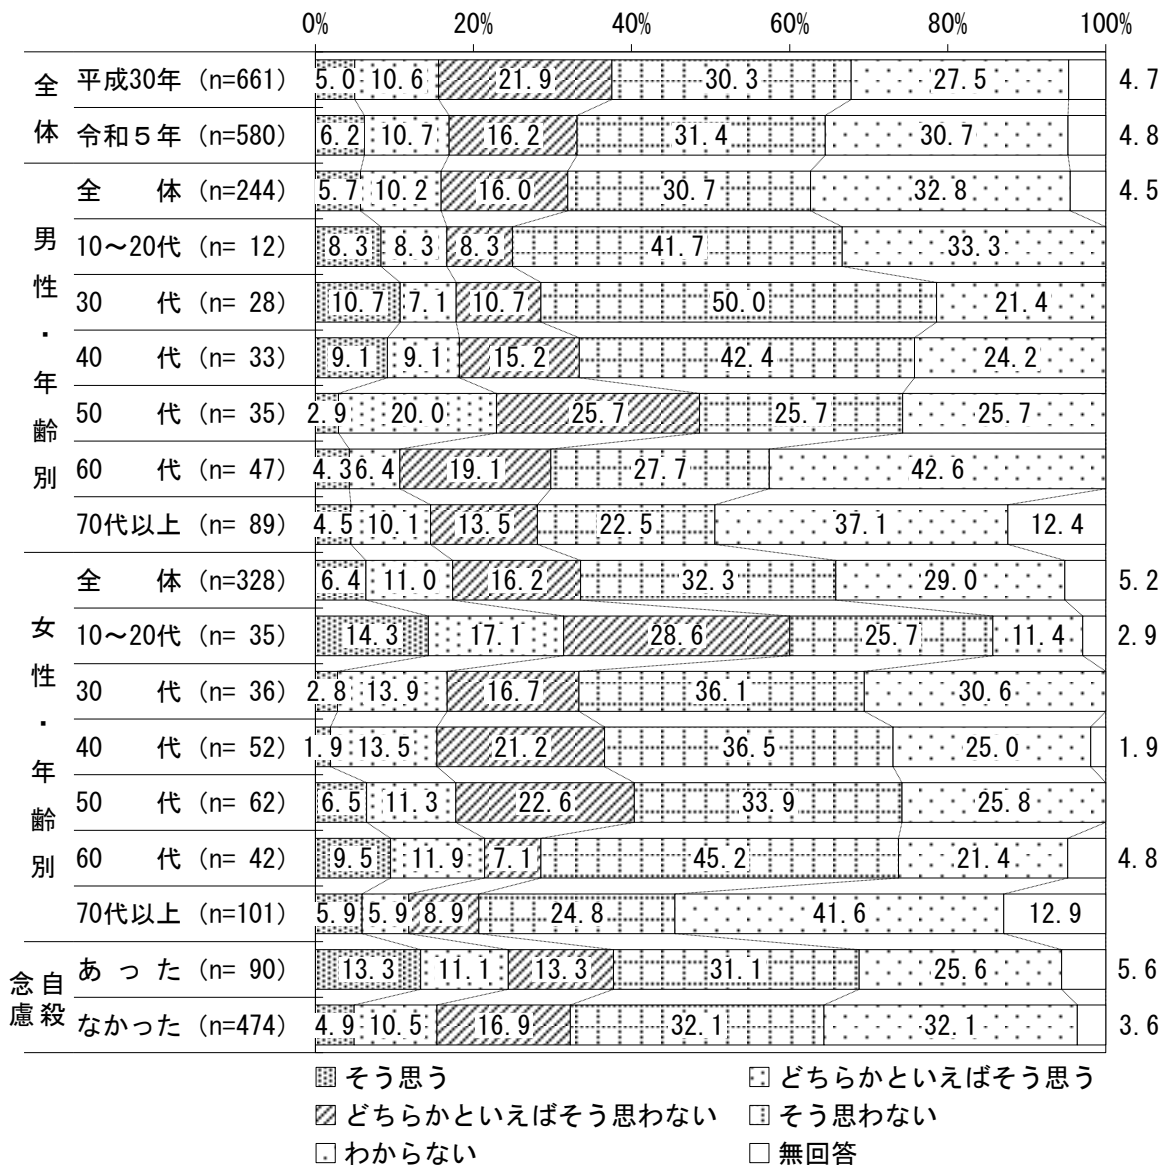 0% 20% 40% 60% 80% 100%
全体
平成30年 (n=661) 5.0 10.6 21.9 30.3 27.5 4.7
令和５年 (n=580) 6.2 10.7 16.2 31.4 30.7 4.8
男性・年齢別
全　体 (n=244) 5.7 10.2 16.0 30.7 32.8 4.5
10～20代 (n= 12) 8.3 8.3 8.3 41.7 33.3
30　代 (n= 28) 10.7 7.1 10.7 50.0 21.4
40　代 (n= 33) 9.1 9.1 15.2 42.4 24.2
50　代 (n= 35) 2.9 20.0 25.7 25.7 25.7
60　代 (n= 47) 4.3 6.4 19.1 27.7 42.6
70代以上 (n= 89) 4.5 10.1 13.5 22.5 37.1 12.4
女性・年齢別
全　体 (n=328) 6.4 11.0 16.2 32.3 29.0 5.2
10～20代 (n= 35) 14.3 17.1 28.6 25.7 11.4 2.9
30　代 (n= 36) 2.8 13.9 16.7 36.1 30.6
40　代 (n= 52) 1.9 13.5 21.2 36.5 25.0 1.9
50　代 (n= 62) 6.5 11.3 22.6 33.9 25.8
60　代 (n= 42) 9.5 11.9 7.1 45.2 21.4 4.8
70代以上 (n=101) 5.9 5.9 8.9 24.8 41.6 12.9
自殺念慮
あった (n= 90) 13.3 11.1 13.3 31.1 25.6 5.6
なかった (n=474) 4.9 10.5 16.9 32.1 32.1 3.6
そう思う どちらかといえばそう思う
どちらかといえばそう思わない そう思わない
わからない 無回答